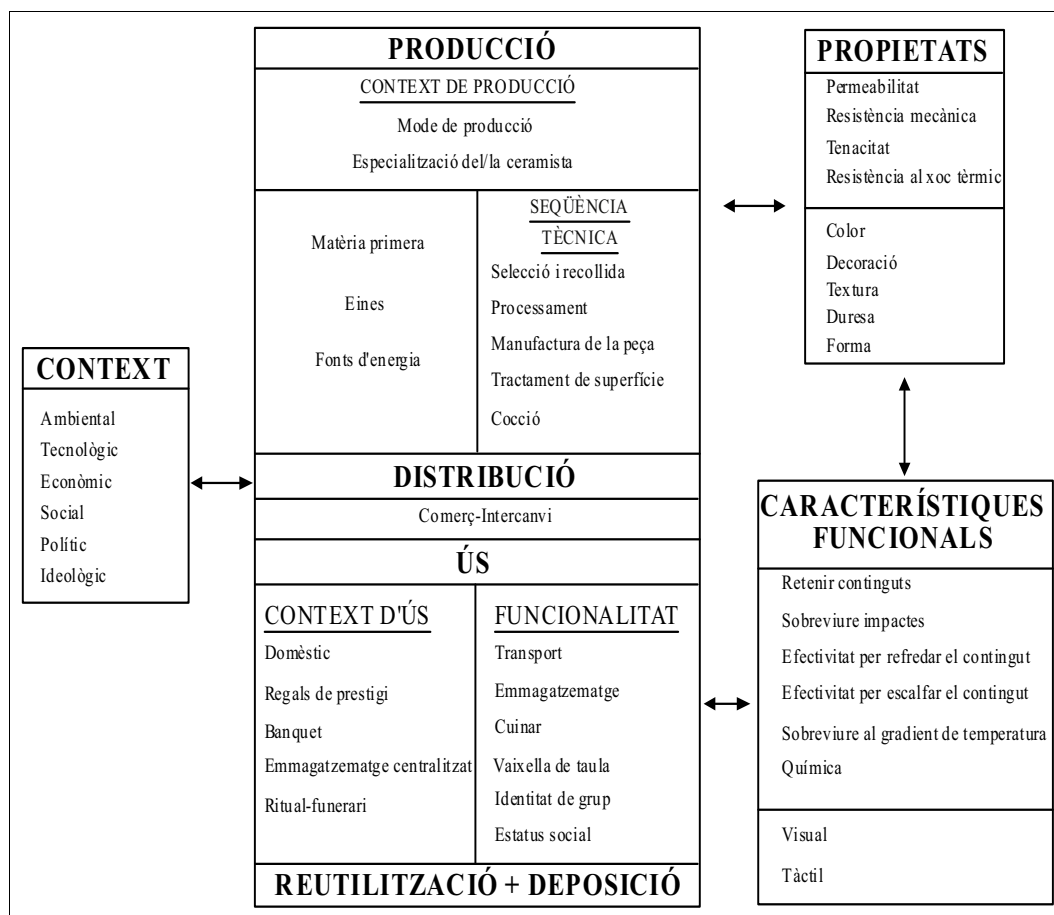 PRODUCCIÓ
CONTEXT DE PRODUCCIÓ
Mode de producció
Especialització del/la ceramista
Matèria primera
Eines
Fonts d'energia
SEQÜÈNCIA
TÈCNICA
Selecció i recollida
Processament
Manufactura de la peça
Tractament de superfície
Cocció
DISTRIBUCIÓ
Comerç-Intercanvi
ÚS
CONTEXT D'ÚS
Domèstic
Regals de prestigi
Banquet
Emmagatzematge centralitzat
Ritual-funerari
FUNCIONALITAT
Transport
Emmagatzematge
Cuinar
Vaixella de taula
Identitat de grup
Estatus social
REUTILITZACIÓ + DEPOSICIÓ
CONTEXT
Ambiental
Tecnològic
Econòmic
Social
Polític
Ideològic
PROPIETATS
Permeabilitat
Resistència mecànica
Tenacitat
Resistència al xoc tèrmic
Color
Decoració
Textura
Duresa
Forma
CARACTERÍSTIQUES
FUNCIONALS
Retenir continguts
Sobreviure impactes
Efectivitat per refredar el contingut
Efectivitat per escalfar el contingut
Sobreviure al gradient de temperatura
Química
Visual
Tàctil